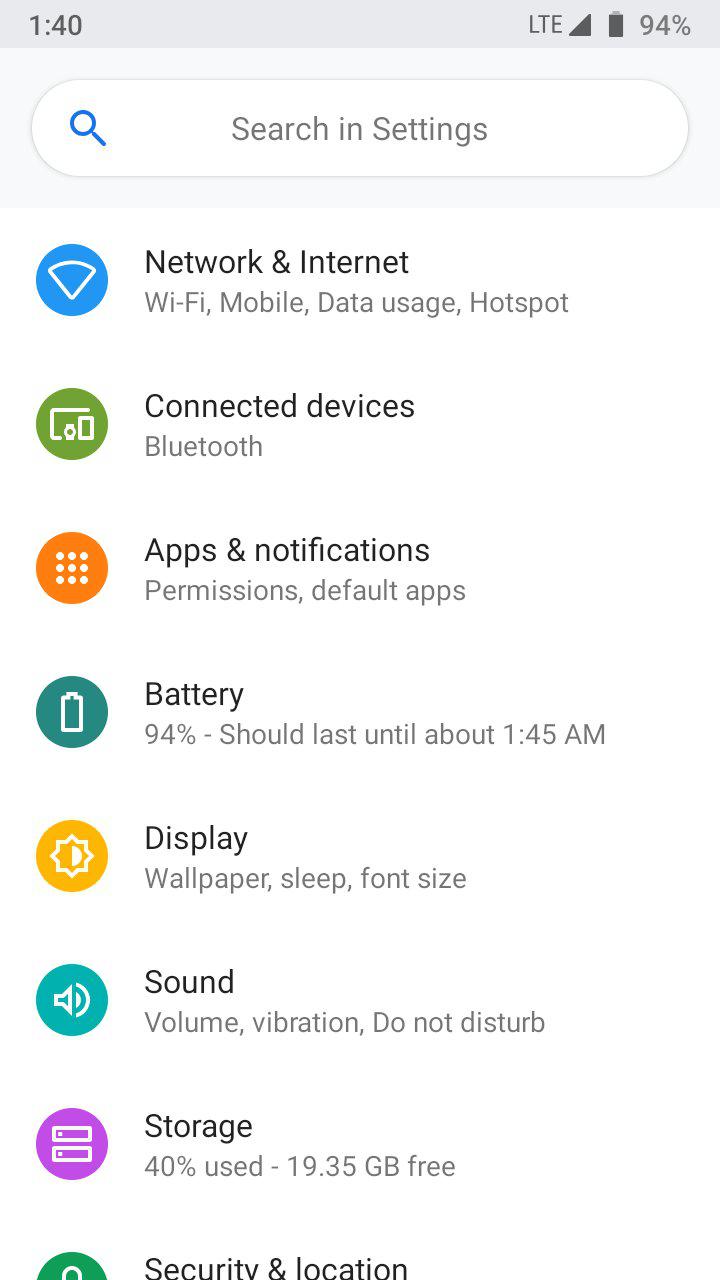 1:40 LTE 94%
Search in Settings
Network & Internet
Wi-Fi, Mobile, Data usage, Hotspot
Connected devices
Bluetooth
Apps & notifications
Permissions, default apps
Battery
94% - Should last until about 1:45 AM
Display
Wallpaper, sleep, font size
Sound
Volume, vibration, Do not disturb
Storage
40% used - 19.35 GB free
Security & location